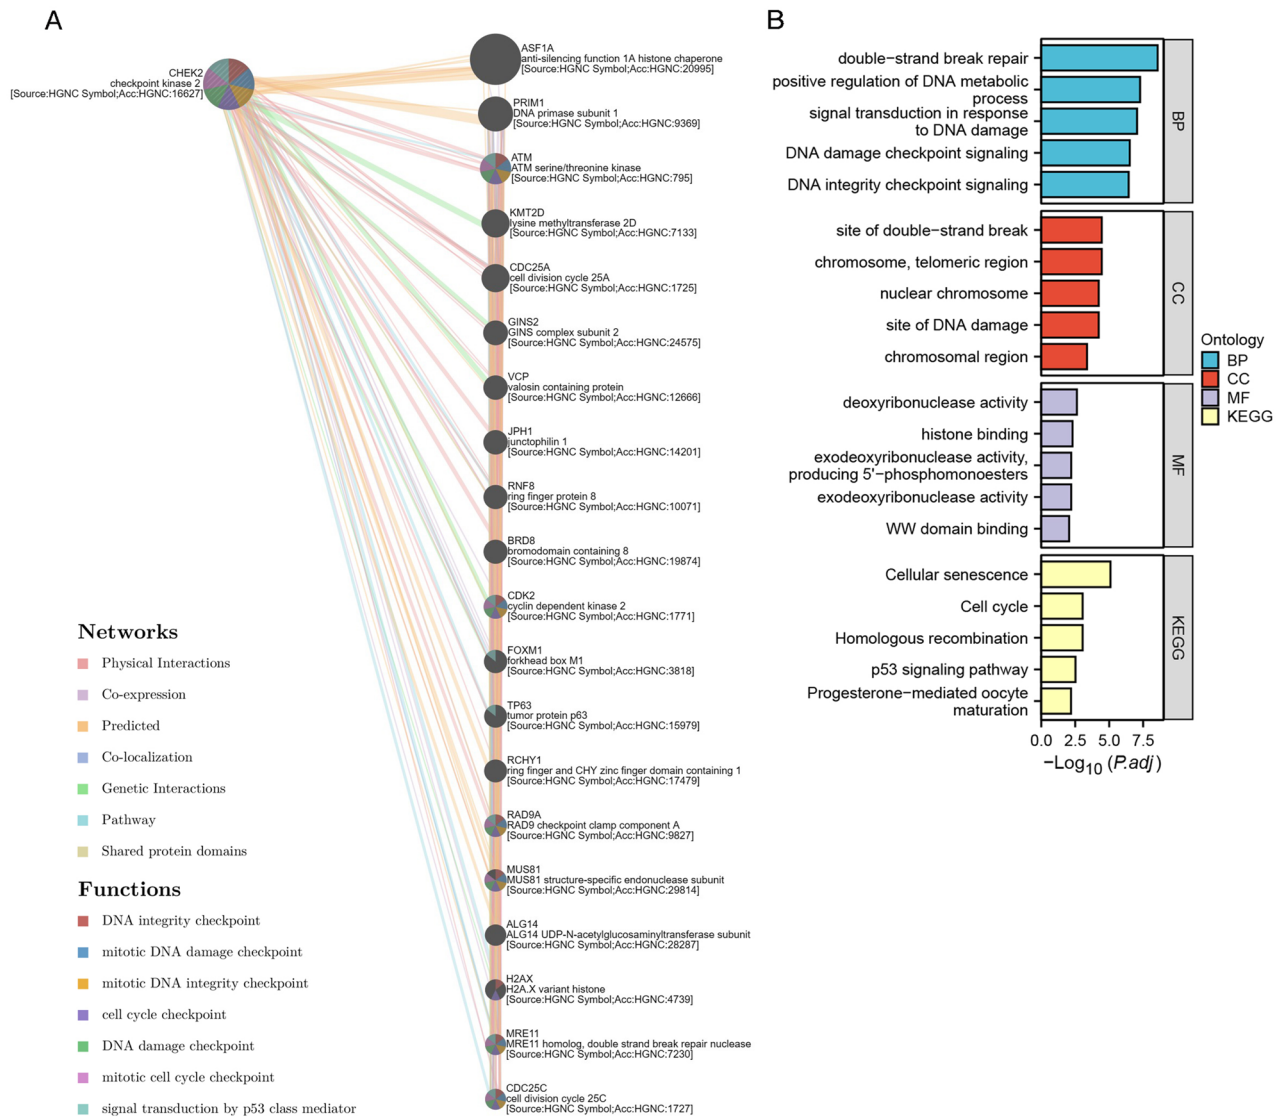 A
CHEK2
checkpoint kinase 2
[Source:HGNC Symbol;Acc:HGNC:16627]
ASF1A
anti-silencing function 1A histone chaperone
[Source:HGNC Symbol;Acc:HGNC:20995]
PRIM1
DNA primase subunit 1
[Source:HGNC Symbol;Acc:HGNC:9369]
ATM
ATM serine/threonine kinase
[Source:HGNC Symbol;Acc:HGNC:795]
KMT2D
lysine methyltransferase 2D
[Source:HGNC Symbol;Acc:HGNC:7133]
CDC25A
cell division cycle 25A
[Source:HGNC Symbol;Acc:HGNC:1725]
GINS2
GINS complex subunit 2
[Source:HGNC Symbol;Acc:HGNC:24575]
VCP
valosin containing protein
[Source:HGNC Symbol;Acc:HGNC:12666]
JPH1
junctophilin 1
[Source:HGNC Symbol;Acc:HGNC:14201]
RNF8
ring finger protein 8
[Source:HGNC Symbol;Acc:HGNC:10071]
BRD8
bromodomain containing 8
[Source:HGNC Symbol;Acc:HGNC:19874]
CDK2
cyclin dependent kinase 2
[Source:HGNC Symbol;Acc:HGNC:1771]
FOXM1
forkhead box M1
[Source:HGNC Symbol;Acc:HGNC:3818]
TP63
tumor protein p63
[Source:HGNC Symbol;Acc:HGNC:15979]
RCHY1
ring finger and CHY zinc finger domain containing 1
[Source:HGNC Symbol;Acc:HGNC:17479]
RAD9A
RAD9 checkpoint clamp component A
[Source:HGNC Symbol;Acc:HGNC:9827]
MUS81
MUS81 structure-specific endonuclease subunit
[Source:HGNC Symbol;Acc:HGNC:29814]
ALG14
ALG14 UDP-N-acetylglucosaminyltransferase subunit
[Source:HGNC Symbol;Acc:HGNC:28287]
H2AX
H2A.X variant histone
[Source:HGNC Symbol;Acc:HGNC:4739]
MRE11
MRE11 homolog, double strand break repair nuclease
[Source:HGNC Symbol;Acc:HGNC:7230]
CDC25C
cell division cycle 25C
[Source:HGNC Symbol;Acc:HGNC:1727]
Networks
Physical Interactions
Co-expression
Predicted
Co-localization
Genetic Interactions
Pathway
Shared protein domains
Functions
DNA integrity checkpoint
mitotic DNA damage checkpoint
mitotic DNA integrity checkpoint
cell cycle checkpoint
DNA damage checkpoint
mitotic cell cycle checkpoint
signal transduction by p53 class mediator
B
double−strand break repair
positive regulation of DNA metabolic
process
signal transduction in response
to DNA damage
DNA damage checkpoint signaling
DNA integrity checkpoint signaling
BP
site of double−strand break
chromosome, telomeric region
nuclear chromosome
site of DNA damage
chromosomal region
CC
deoxyribonuclease activity
histone binding
exodeoxyribonuclease activity,
producing 5'−phosphomonoesters
exodeoxyribonuclease activity
WW domain binding
MF
Cellular senescence
Cell cycle
Homologous recombination
p53 signaling pathway
Progesterone−mediated oocyte
maturation
KEGG
0.0 2.5 5.0 7.5
−Log10 (P.adj)
Ontology
BP
CC
MF
KEGG